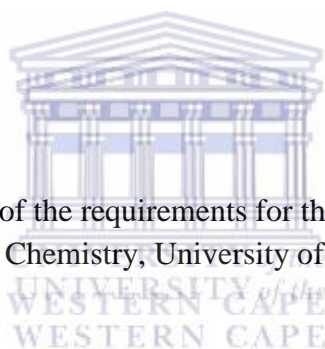 of the requirements for th
Chemistry, University of
UNIVERSITY of the
WESTERN CAPE
WESTERN CAPE